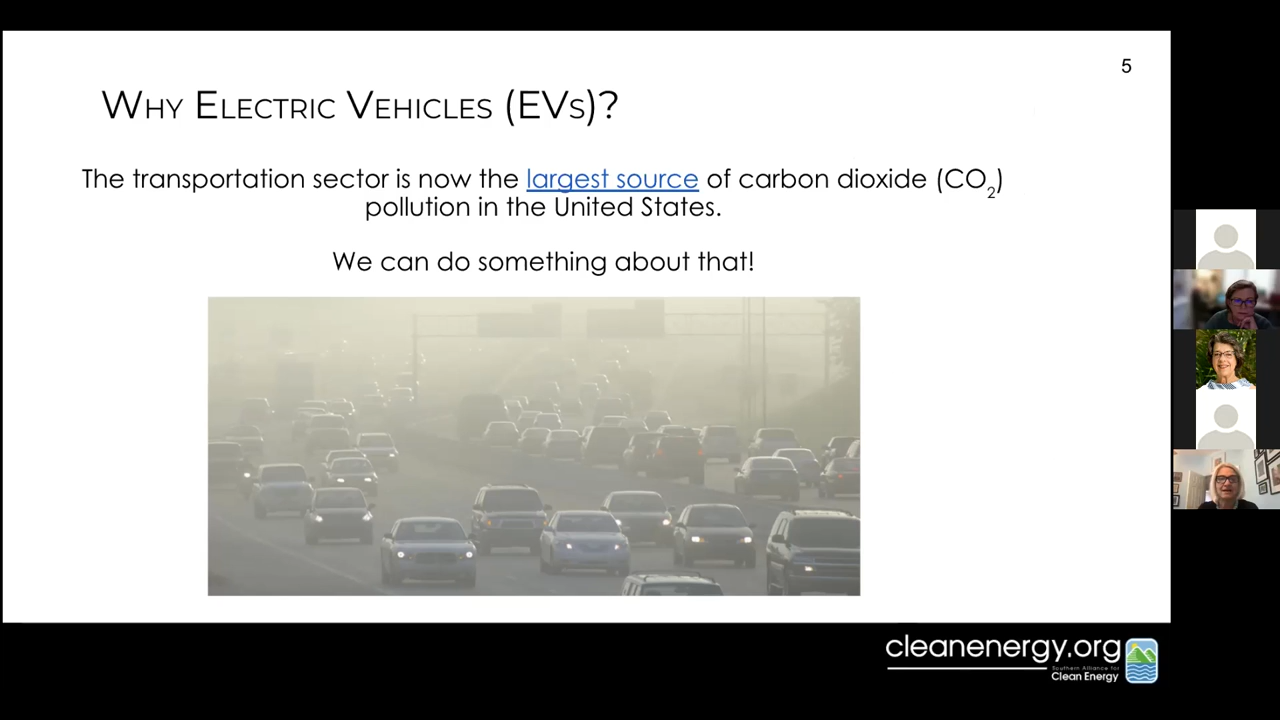 5
Why Electric Vehicles (EVs)?
The transportation sector is now the largest source of carbon dioxide (CO₂)
pollution in the United States.
We can do something about that!
cleanenergy.org
Southern Alliance for
Clean Energy